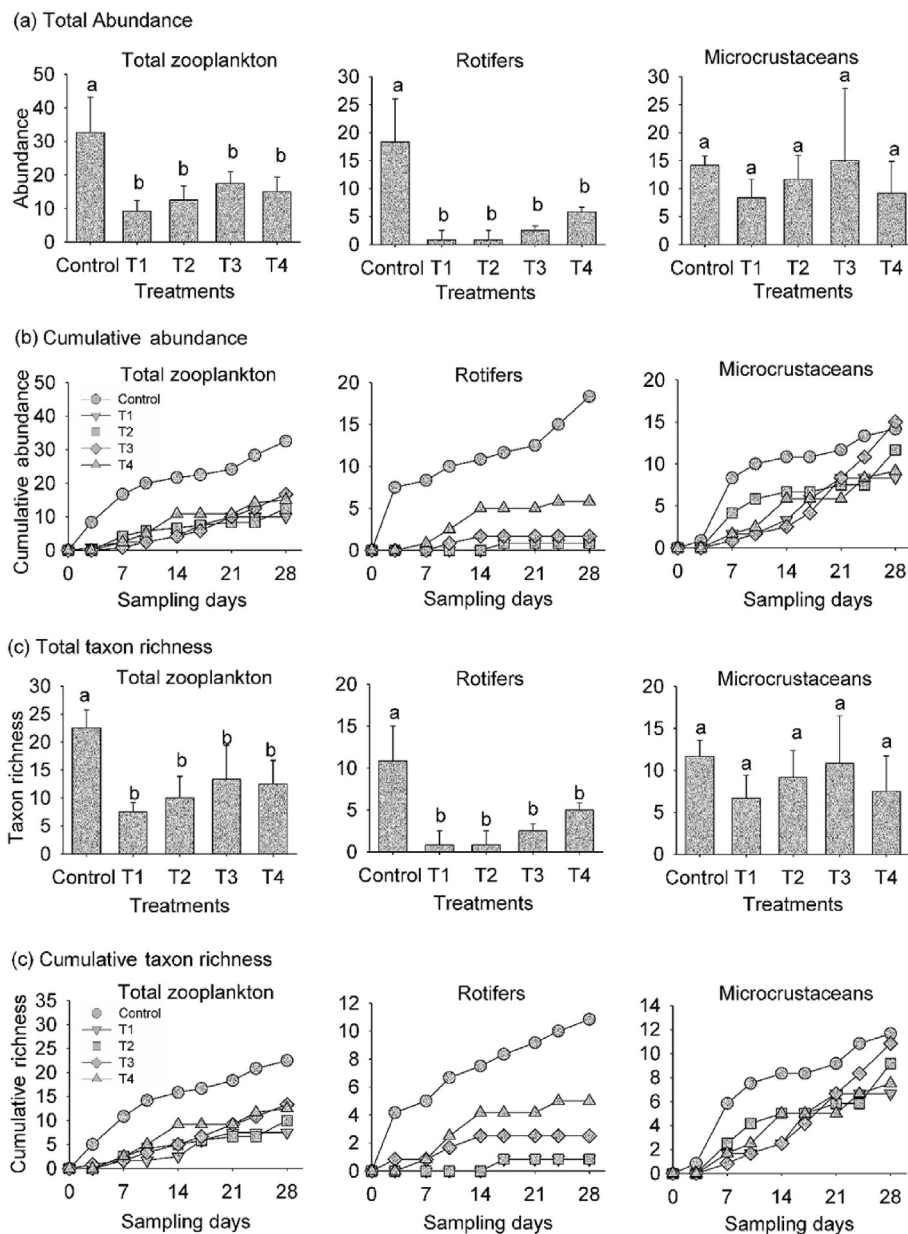 (a) Total Abundance
Total zooplankton
Rotifers
Microcrustaceans
Abundance
50
40
30
20
10
0
a
b
b
b
b
Control T1 T2 T3 T4
Treatments
30
25
20
15
10
5
0
a
b
b
b
b
Control T1 T2 T3 T4
Treatments
30
25
20
15
10
5
0
a
a
a
a
a
Control T1 T2 T3 T4
Treatments
(b) Cumulative abundance
Total zooplankton
Rotifers
Microcrustaceans
Cumulative abundance
50
40
30
20
10
0
Control
T1
T2
T3
T4
0 7 14 21 28
Sampling days
20
15
10
5
0
0 7 14 21 28
Sampling days
20
15
10
5
0
0 7 14 21 28
Sampling days
(c) Total taxon richness
Total zooplankton
Rotifers
Microcrustaceans
Taxon richness
30
25
20
15
10
5
0
a
b
b
b
b
Control T1 T2 T3 T4
Treatments
20
15
10
5
0
a
b
b
b
b
Control T1 T2 T3 T4
Treatments
20
15
10
5
0
a
a
a
a
a
Control T1 T2 T3 T4
Treatments
(c) Cumulative taxon richness
Total zooplankton
Rotifers
Microcrustaceans
Cumulative richness
35
30
25
20
15
10
5
0
Control
T1
T2
T3
T4
0 7 14 21 28
Sampling days
12
10
8
6
4
2
0
0 7 14 21 28
Sampling days
14
12
10
8
6
4
2
0
0 7 14 21 28
Sampling days